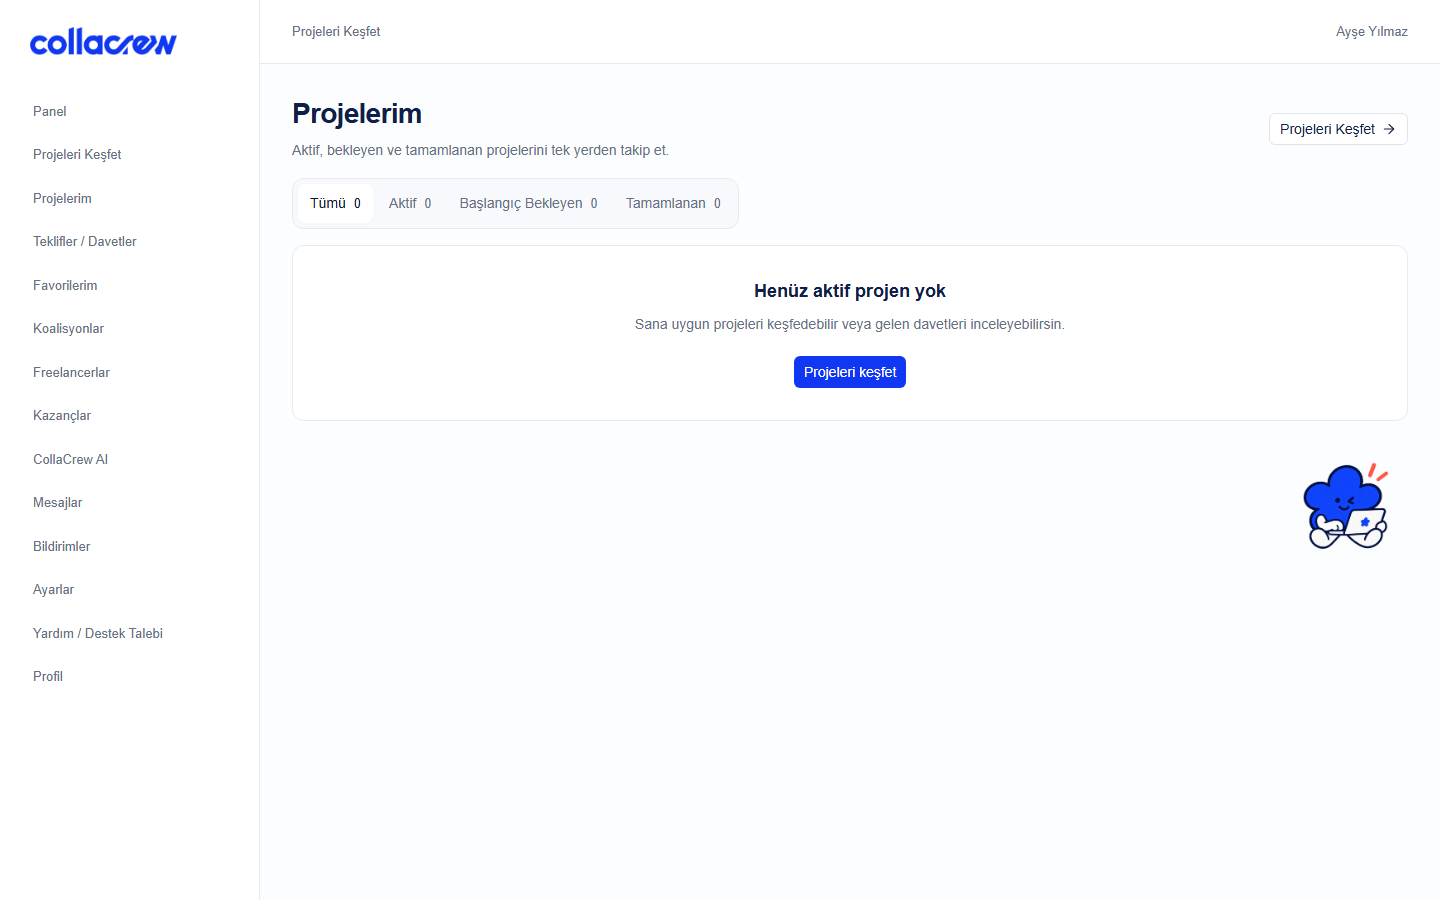 collacrew
Projeleri Keşfet
Ayşe Yılmaz
Panel
Projeleri Keşfet
Projelerim
Teklifler / Davetler
Favorilerim
Koalisyonlar
Freelancerlar
Kazançlar
CollaCrew AI
Mesajlar
Bildirimler
Ayarlar
Yardım / Destek Talebi
Profil
Projelerim
Aktif, bekleyen ve tamamlanan projelerini tek yerden takip et.
Projeleri Keşfet →
Tümü 0 Aktif 0 Başlangıç Bekleyen 0 Tamamlanan 0
Henüz aktif projen yok
Sana uygun projeleri keşfedebilir veya gelen davetleri inceleyebilirsin.
Projeleri keşfet